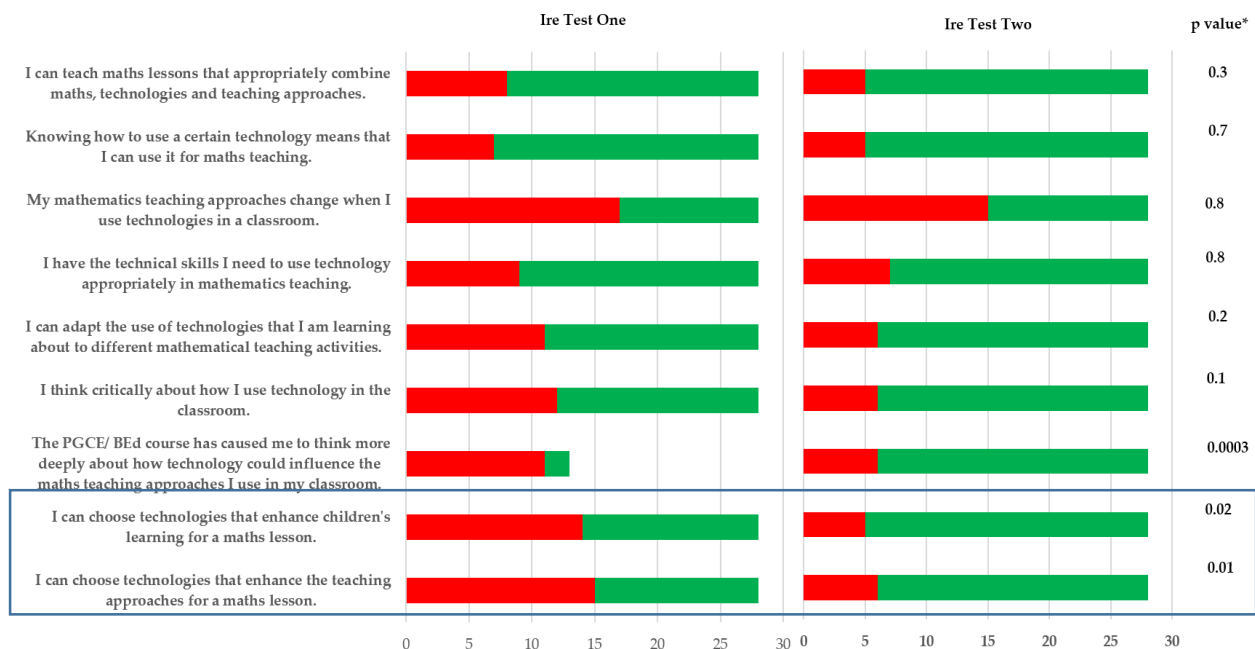 Ire Test One
Ire Test Two
p value*
I can teach maths lessons that appropriately combine
maths, technologies and teaching approaches.
0.3
Knowing how to use a certain technology means that
I can use it for maths teaching.
0.7
My mathematics teaching approaches change when I
use technologies in a classroom.
0.8
I have the technical skills I need to use technology
appropriately in mathematics teaching.
0.8
I can adapt the use of technologies that I am learning
about to different mathematical teaching activities.
0.2
I think critically about how I use technology in the
classroom.
0.1
The PGCE/ BEd course has caused me to think more
deeply about how technology could influence the
maths teaching approaches I use in my classroom.
0.0003
I can choose technologies that enhance children's
learning for a maths lesson.
0.02
I can choose technologies that enhance the teaching
approaches for a maths lesson.
0.01
0 5 10 15 20 25 30
0 5 10 15 20 25 30